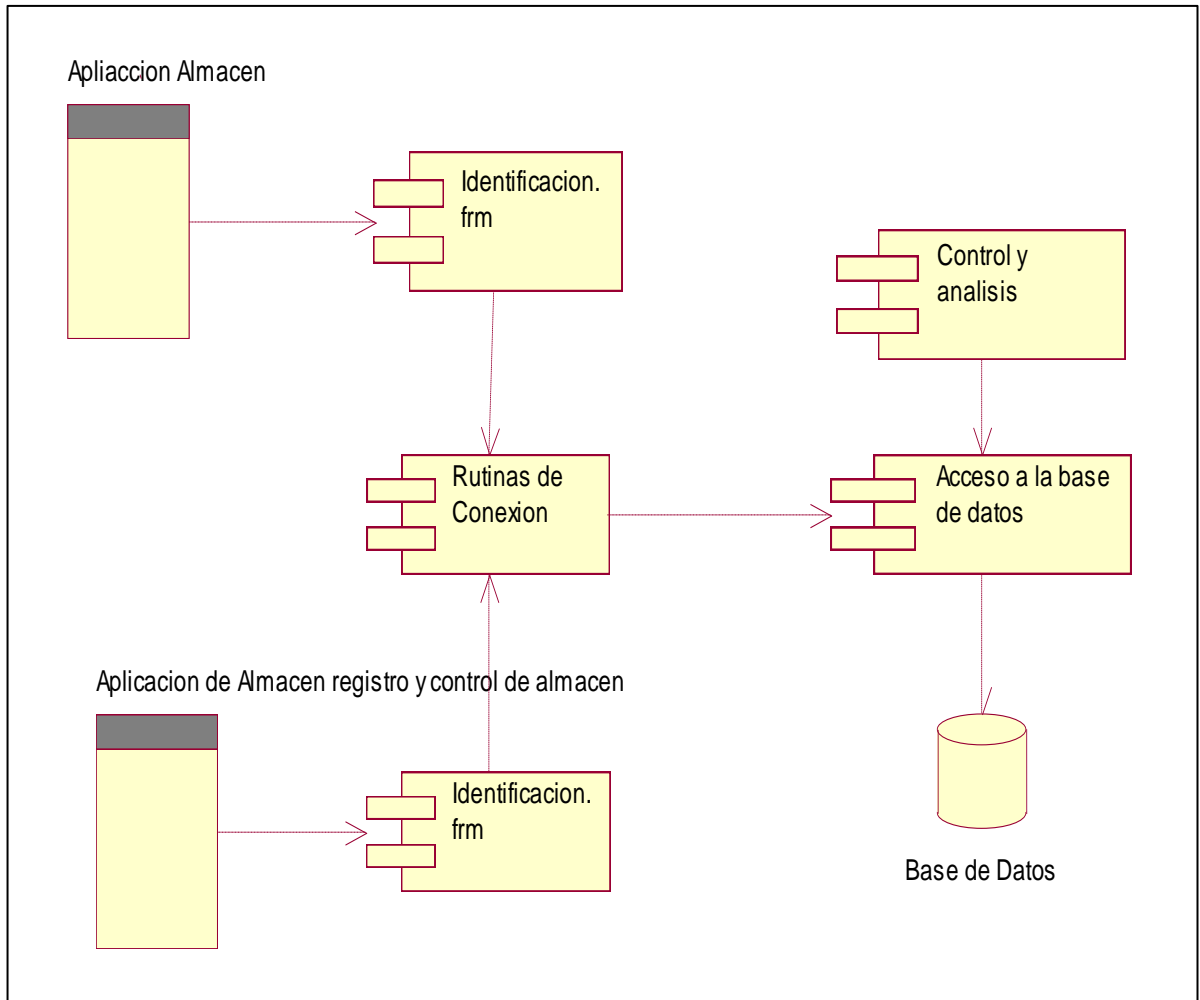 Apliaccion Almacen
Identificacion.
frm
Control y
analisis
Rutinas de
Conexion
Acceso a la base
de datos
Aplicacion de Almacen registro y control de almacen
Identificacion.
frm
Base de Datos